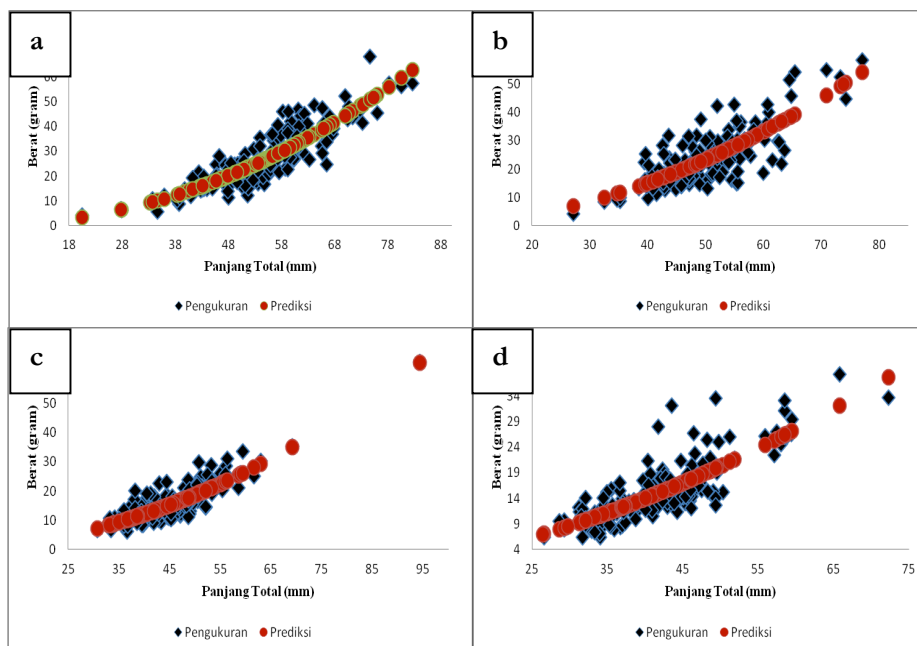 a
60
50
40
30
20
10
0
Berat (gram)
18 28 38 48 58 68 78 88
Panjang Total (mm)
Pengukuran Prediksi
b
50
40
30
20
10
0
Berat (gram)
20 30 40 50 60 70 80
Panjang Total (mm)
Pengukuran Prediksi
c
50
40
30
20
10
0
Berat (gram)
25 35 45 55 65 75 85 95
Panjang Total (mm)
Pengukuran Prediksi
d
34
29
24
19
14
9
4
Berat (gram)
25 35 45 55 65 75
Panjang Total (mm)
Pengukuran Prediksi